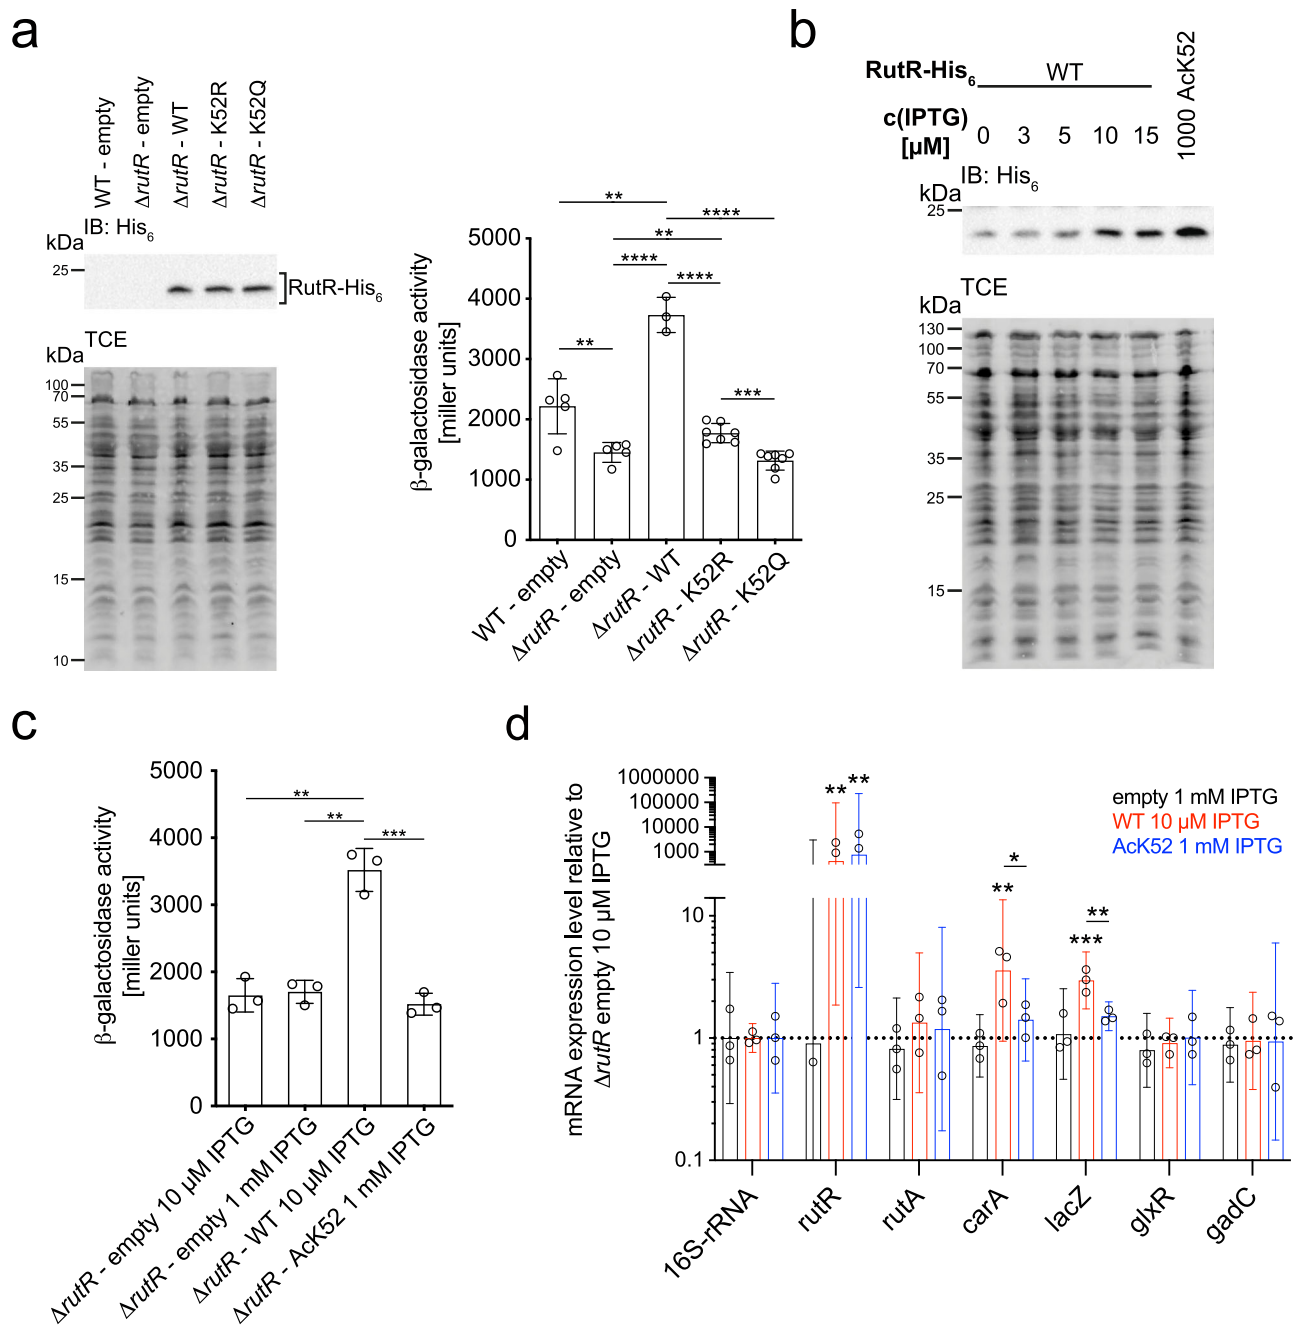 a
WT - empty
ΔrutR - empty
ΔrutR - WT
ΔrutR - K52R
ΔrutR - K52Q
IB: His6
kDa
25
RutR-His6
TCE
kDa
100
70
55
35
25
15
10
β-galactosidase activity
[miller units]
5000
4000
3000
2000
1000
0
**
****
**
****
****
**
***
WT - empty
ΔrutR - empty
ΔrutR - WT
ΔrutR - K52R
ΔrutR - K52Q
b
RutR-His6
WT
1000 AcK52
c(IPTG)
[µM]
0 3 5 10 15
IB: His6
kDa
25
TCE
kDa
130
100
70
55
35
25
15
c
β-galactosidase activity
[miller units]
5000
4000
3000
2000
1000
0
**
**
***
ΔrutR - empty 10 µM IPTG
ΔrutR - empty 1 mM IPTG
ΔrutR - WT 10 µM IPTG
ΔrutR - AcK52 1 mM IPTG
d
mRNA expression level relative to
ΔrutR empty 10 µM IPTG
1000000
100000
10000
1000
10
1
0.1
** **
*
**
**
***
empty 1 mM IPTG
WT 10 µM IPTG
AcK52 1 mM IPTG
16S-rRNA
rutR
rutA
carA
lacZ
glxR
gadC